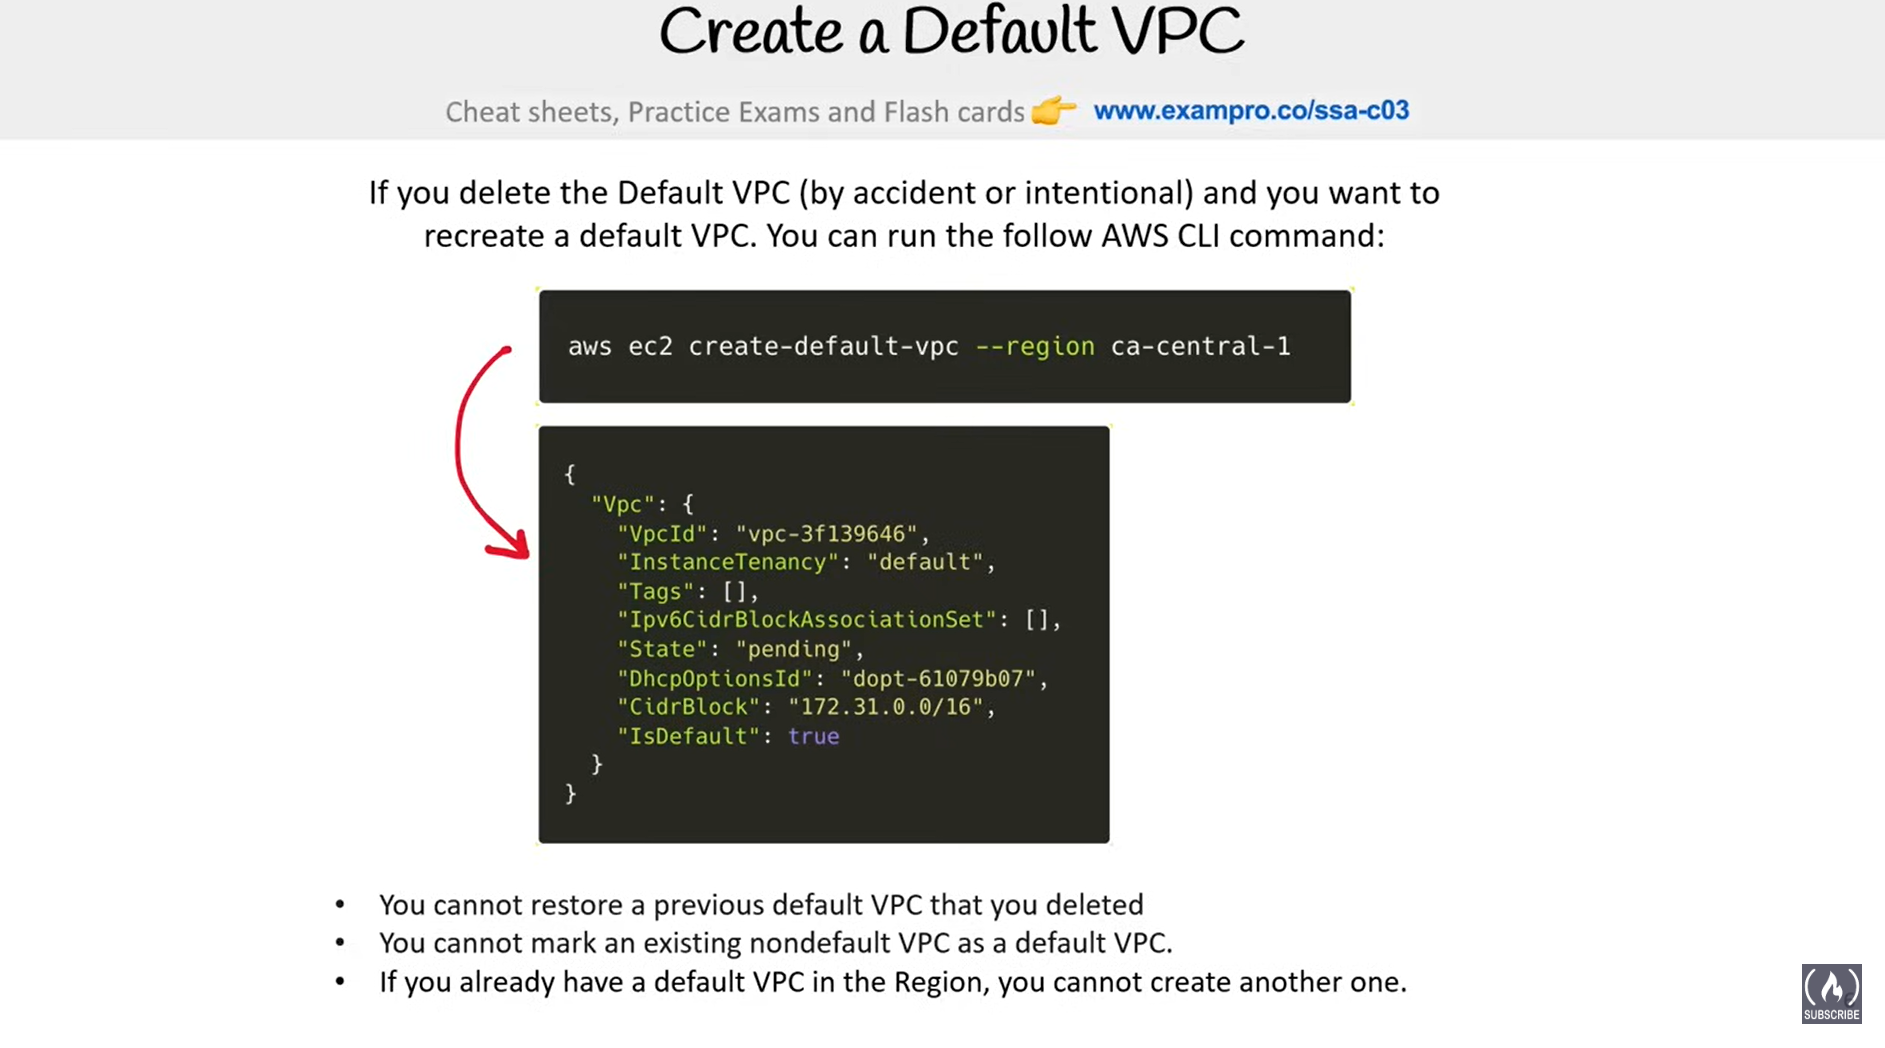 Create a Default VPC
Cheat sheets, Practice Exams and Flash cards 👉 www.exampro.co/ssa-c03
If you delete the Default VPC (by accident or intentional) and you want to
recreate a default VPC. You can run the follow AWS CLI command:
aws ec2 create-default-vpc --region ca-central-1
{
  "Vpc": {
    "VpcId": "vpc-3f139646",
    "InstanceTenancy": "default",
    "Tags": [],
    "Ipv6CidrBlockAssociationSet": [],
    "State": "pending",
    "DhcpOptionsId": "dopt-61079b07",
    "CidrBlock": "172.31.0.0/16",
    "IsDefault": true
  }
}
• You cannot restore a previous default VPC that you deleted
• You cannot mark an existing nondefault VPC as a default VPC.
• If you already have a default VPC in the Region, you cannot create another one.
SUBSCRIBE